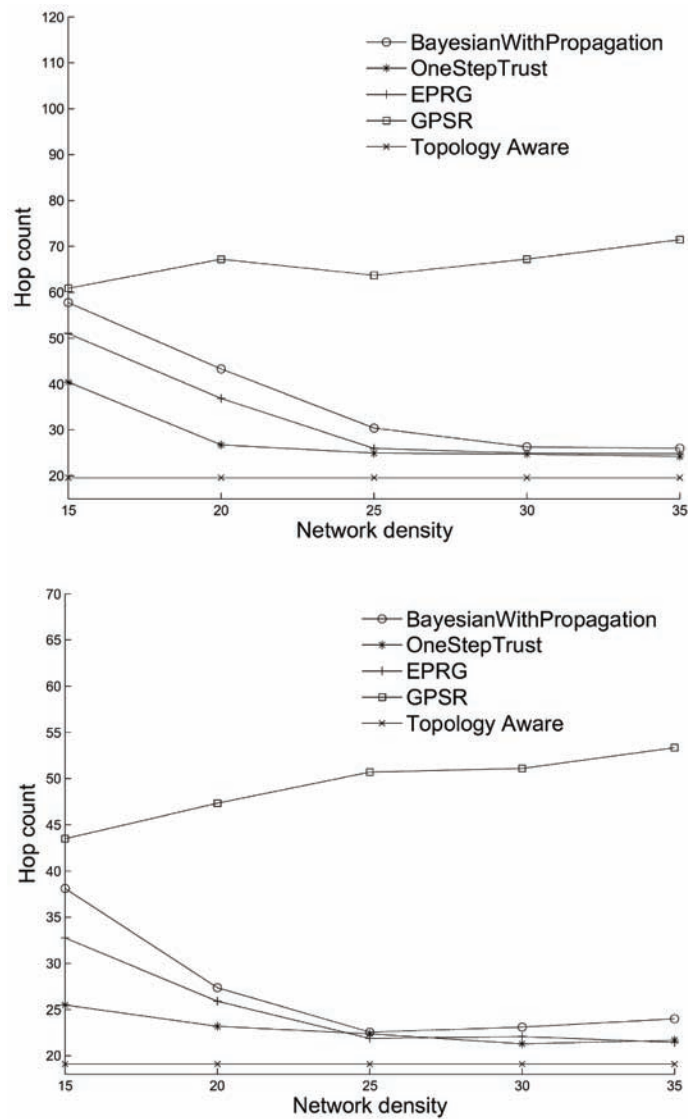 120
110
100
90
80
70
60
50
40
30
20
Hop count
BayesianWithPropagation
OneStepTrust
EPRG
GPSR
Topology Aware
15 20 25 30 35
Network density
70
65
60
55
50
45
40
35
30
25
20
Hop count
BayesianWithPropagation
OneStepTrust
EPRG
GPSR
Topology Aware
15 20 25 30 35
Network density